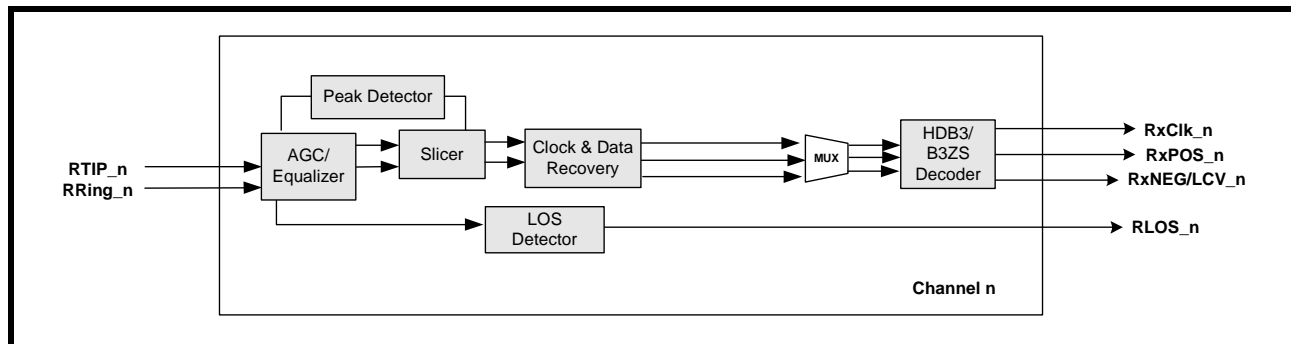 Peak Detector
RTIP_n
RRing_n
AGC/
Equalizer
Slicer
Clock & Data
Recovery
MUX
HDB3/
B3ZS
Decoder
RxClk_n
RxPOS_n
RxNEG/LCV_n
LOS
Detector
RLOS_n
Channel n